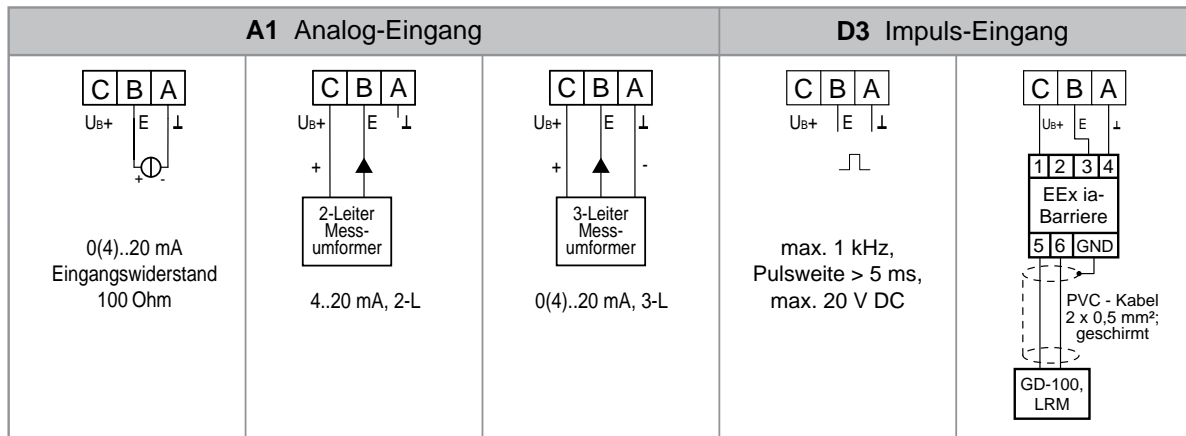 A1 Analog-Eingang
D3 Impuls-Eingang
C B A
UB+ E ⊥
+ -
0(4)..20 mA
Eingangswiderstand
100 Ohm
C B A
UB+ E ⊥
+
2-Leiter
Mess-
umformer
4..20 mA, 2-L
C B A
UB+ E ⊥
+ -
3-Leiter
Mess-
umformer
0(4)..20 mA, 3-L
C B A
UB+ E ⊥
max. 1 kHz,
Pulsweite > 5 ms,
max. 20 V DC
C B A
UB+ E ⊥
1 2 3 4
EEx ia-
Barriere
5 6 GND
PVC - Kabel
2 x 0,5 mm²;
geschirmt
GD-100,
LRM